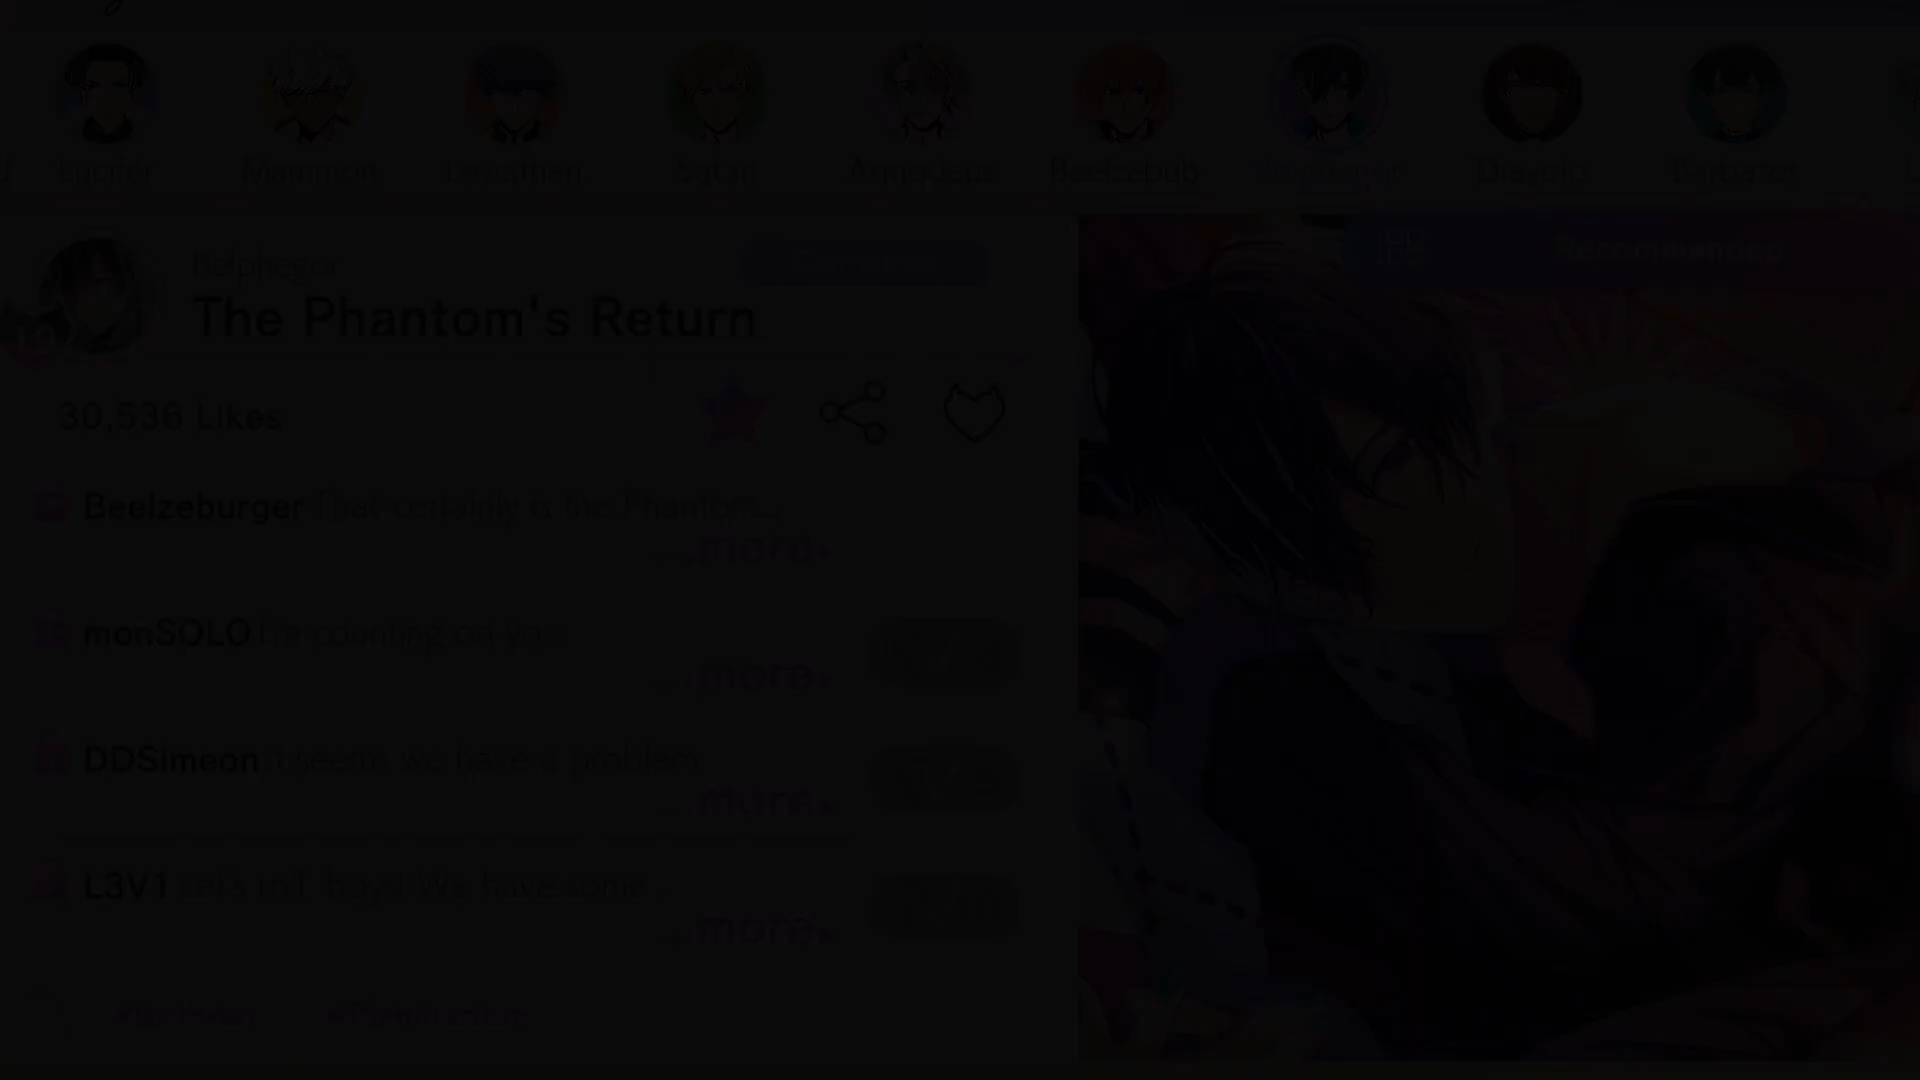 Lucifer
Mammon
Leviathan
Satan
Asmodeus
Beelzebub
Belphegor
Diavolo
Barbatos
Belphegor
The Phantom's Return
Recommended
30,536 Likes
Beelzeburger That certainly is the Phantom...
...more
monSOLO I'm counting on you...
...more
DDSimeon It seems we have a problem
...more
L3V1 Let's roll, boys! We have some...
...more